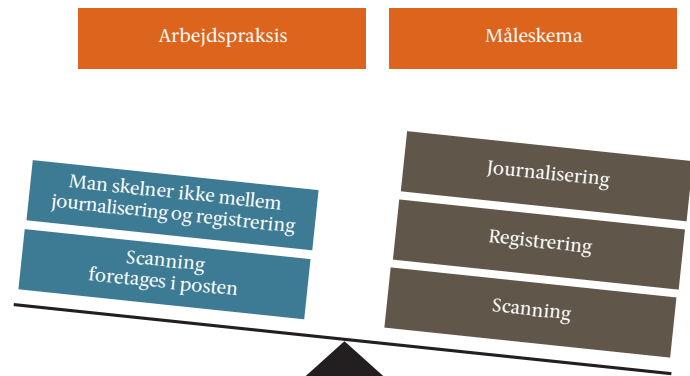 Arbejdspraksis
Måleskema
Man skelner ikke mellem
journalisering og registrering
Scanning
foretages i posten
Journalisering
Registrering
Scanning